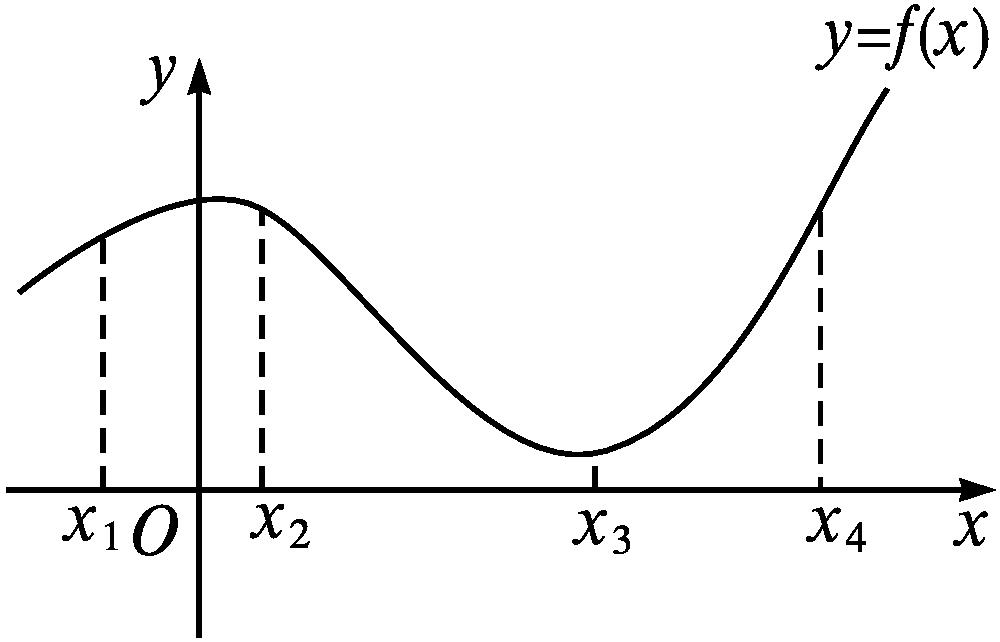 y=f(x)
y
x₁ O x₂ x₃ x₄ x